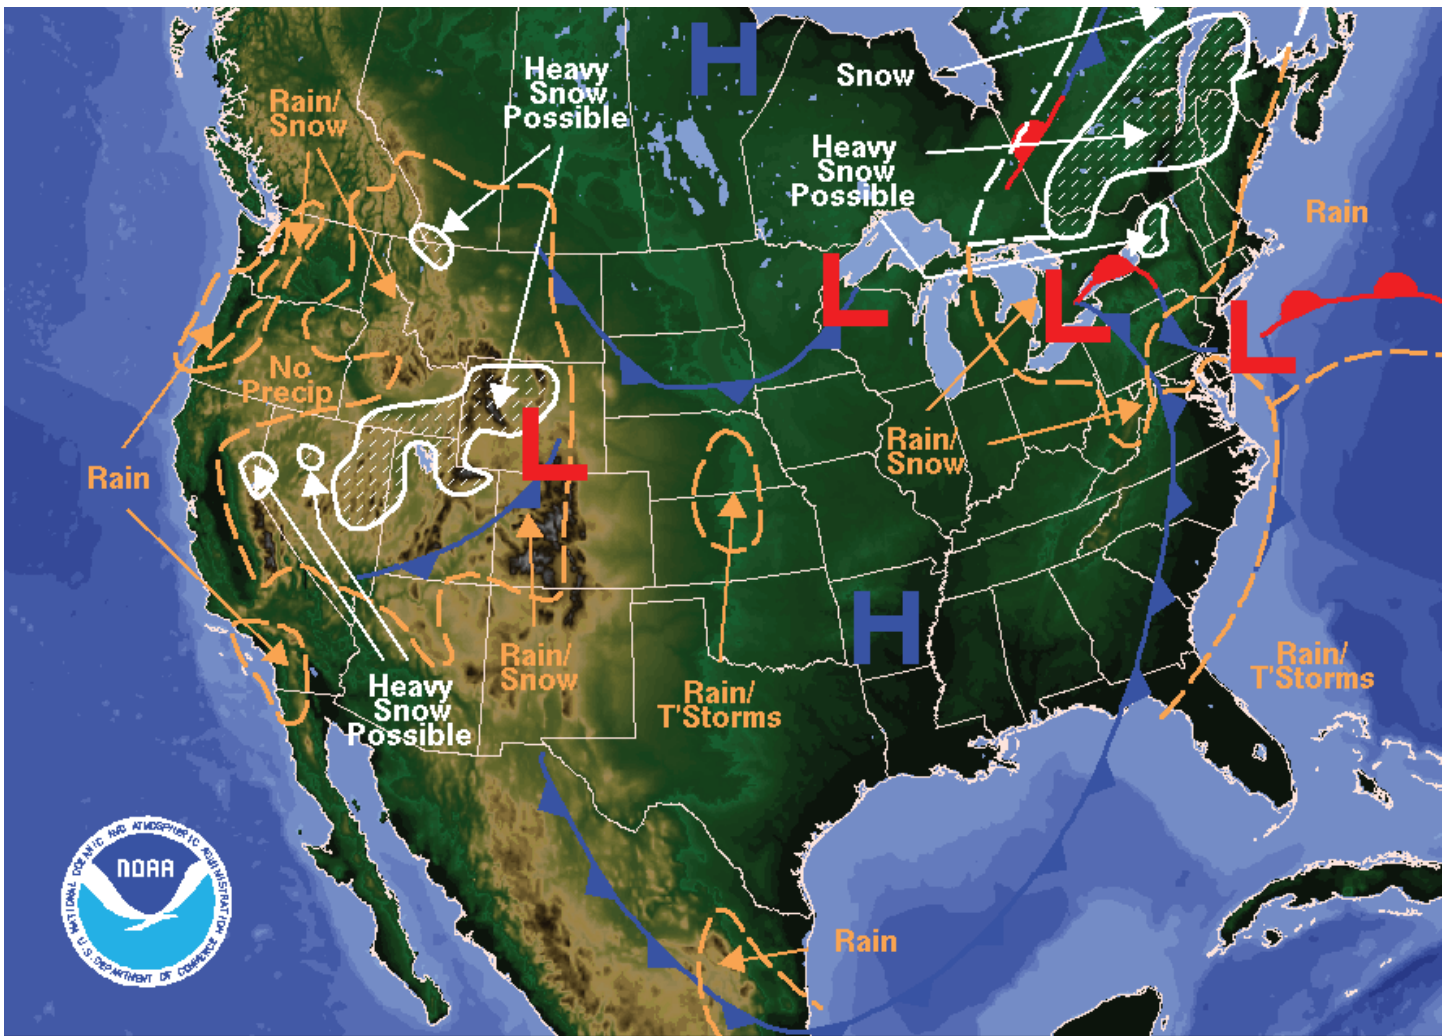 H
Heavy
Snow
Possible
Snow
Rain/
Snow
Heavy
Snow
Possible
Rain
L
L
L
No
Precip
L
Rain/
Snow
Rain
H
Rain/
Snow
Rain/
T'Storms
Rain/
T'Storms
Heavy
Snow
Possible
Rain
NATIONAL OCEANIC AND ATMOSPHERIC ADMINISTRATION
NOAA
U.S. DEPARTMENT OF COMMERCE